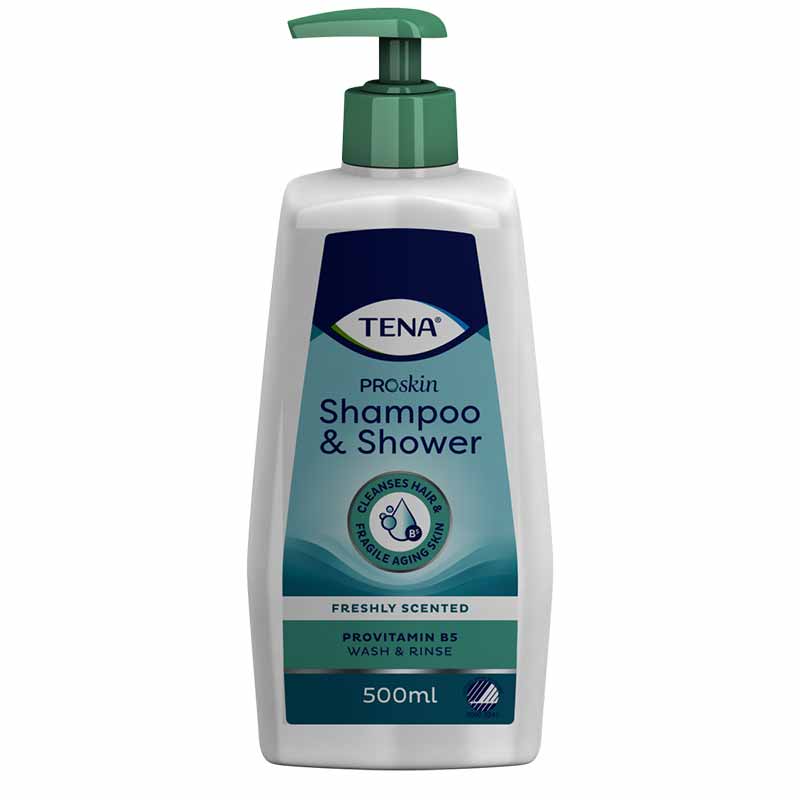 TENA®
PROskin
Shampoo
& Shower
CLEANSES HAIR &
FRAGILE AGING SKIN
B5
FRESHLY SCENTED
PROVITAMIN B5
WASH & RINSE
500ml